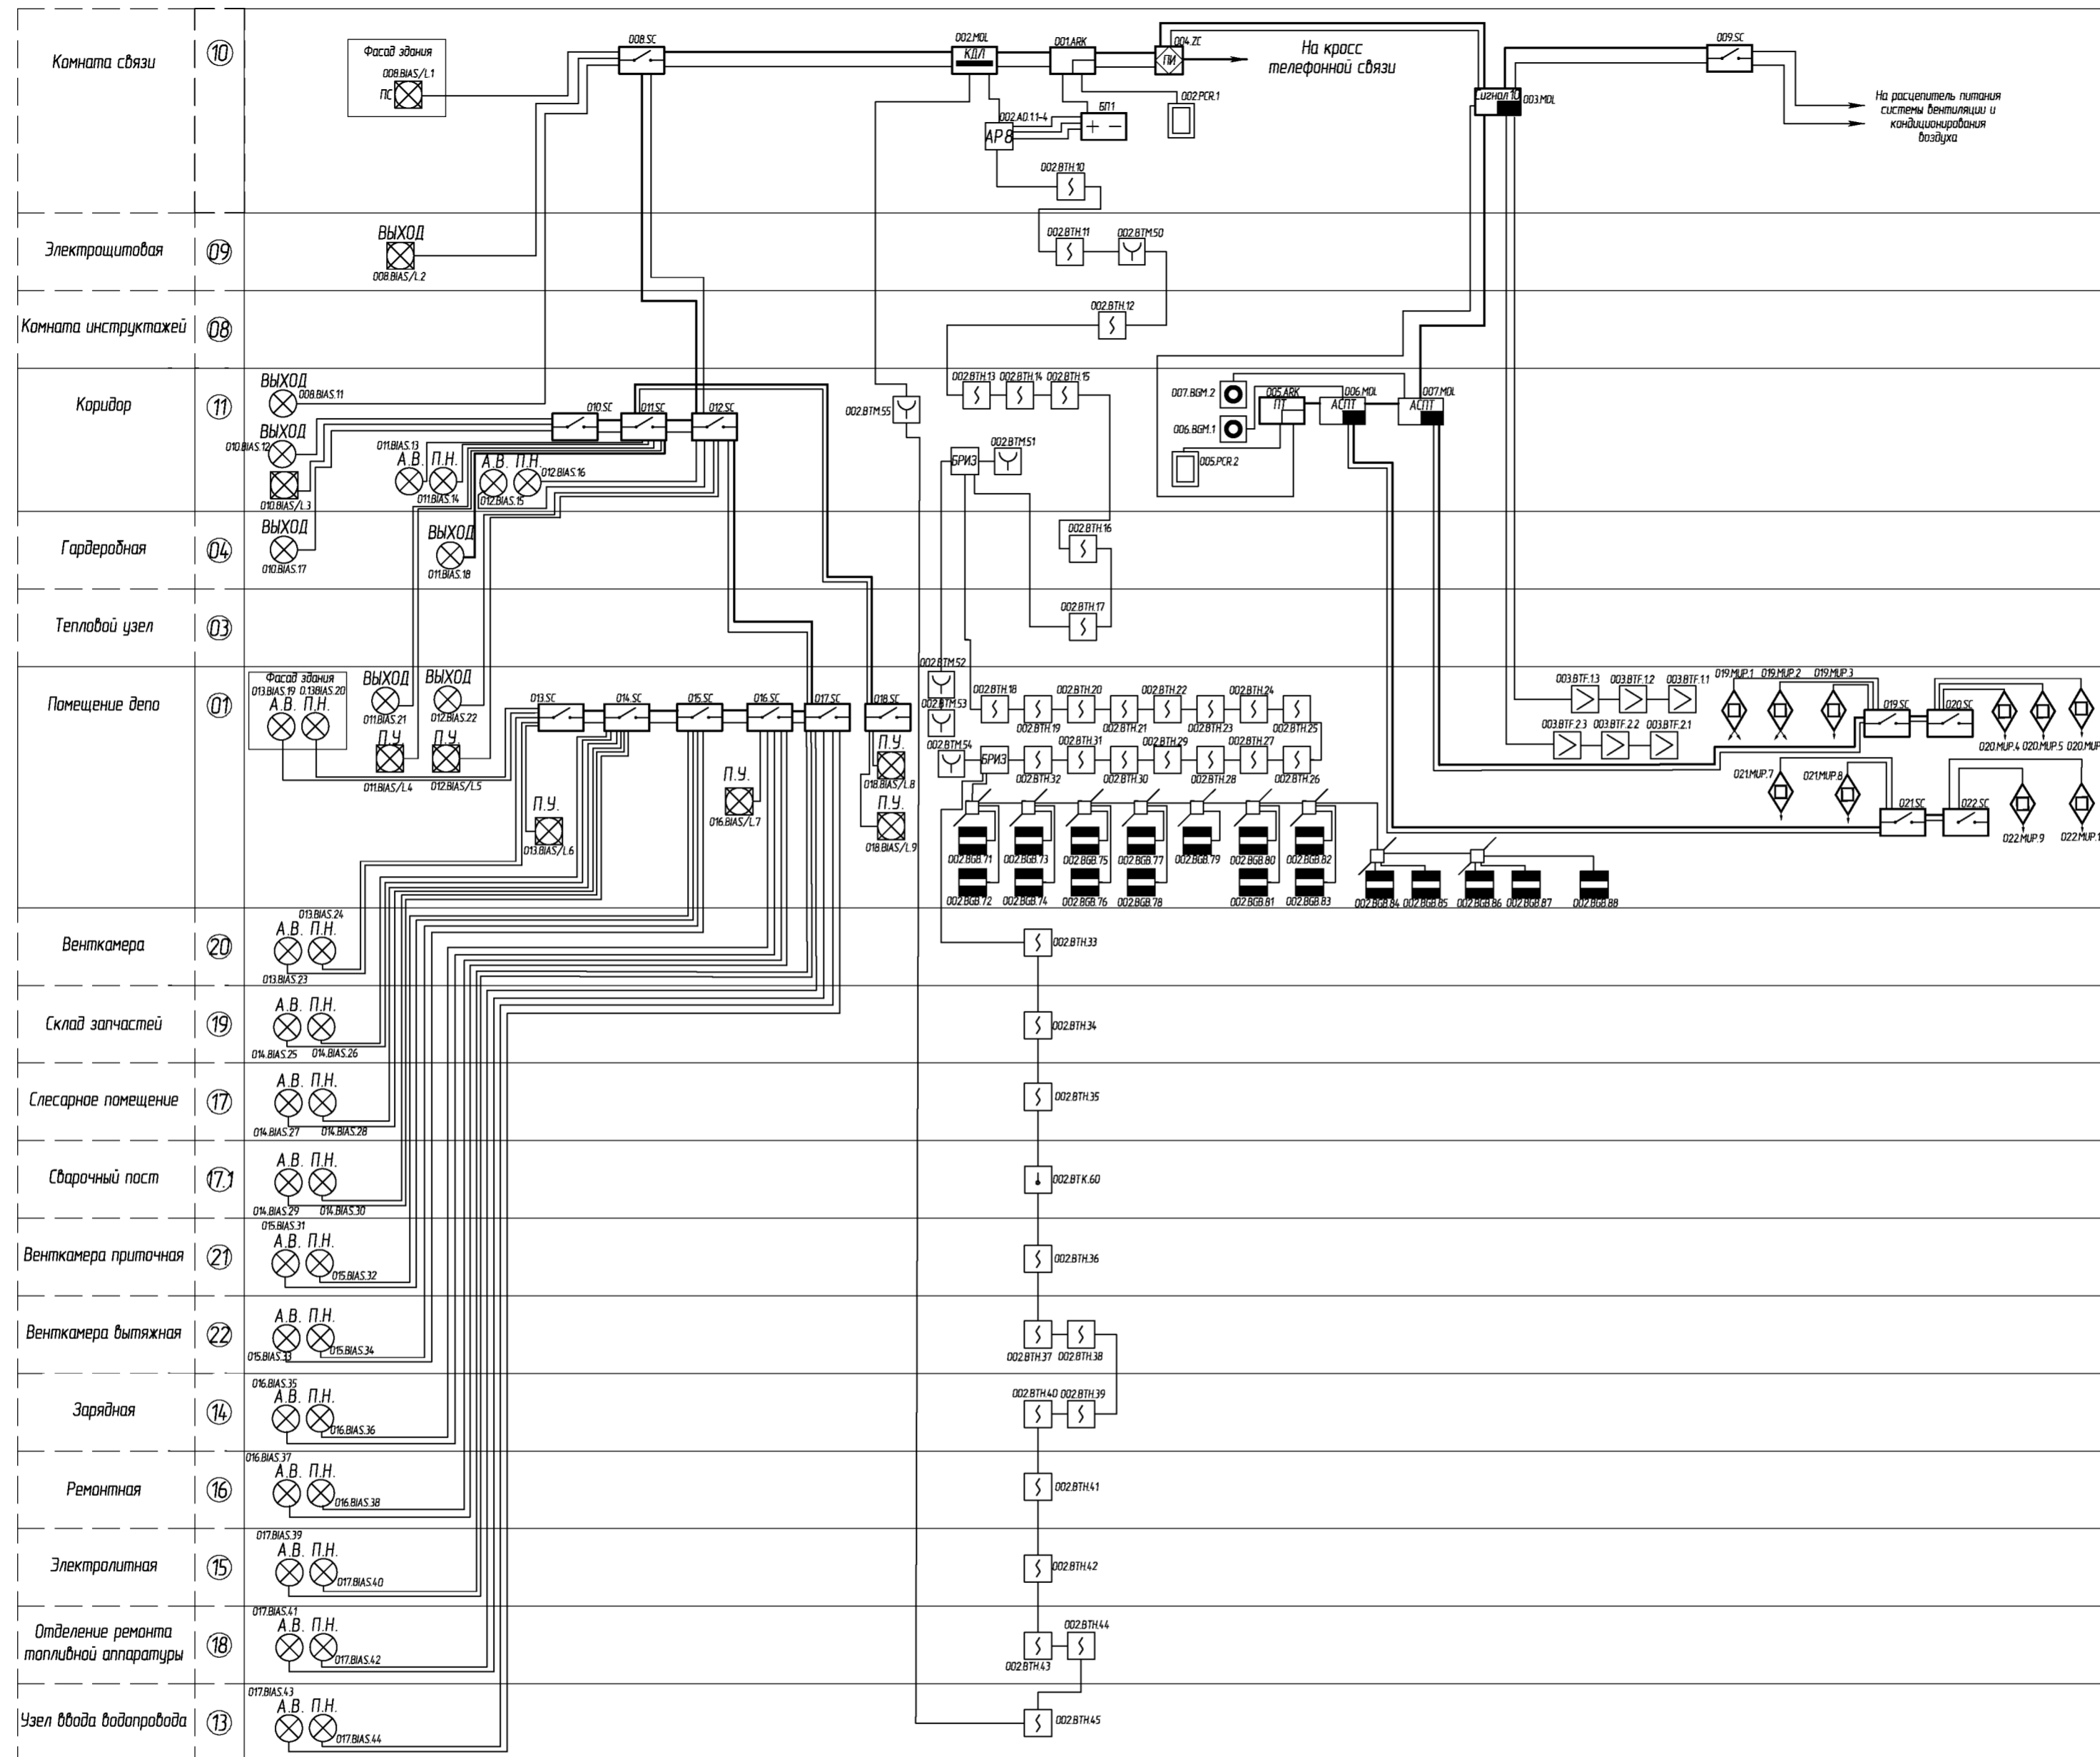 Комната связи
10
Фасад здания
008.BIAS/L.1
ПС
008.SC
002.MDL
КДЛ
001.ARK
004.ZC
ПИ
На кросс
телефонной связи
002.PCR.1
БП1
+ −
002.AD.1.1-4
АР8
002.BTH.10
Сигнал 10
003.MDL
009.SC
На расцепитель питания
системы вентиляции и
кондиционирования
воздуха
Электрощитовая
09
ВЫХОД
008.BIAS/L.2
002.BTH.11
002.BTM.50
Комната инструктажей
08
002.BTH.12
Коридор
11
ВЫХОД
008.BIAS.11
ВЫХОД
010.BIAS.12
010.BIAS/L.3
011.BIAS.13
А.В. П.Н.
011.BIAS.14
А.В. П.Н.
012.BIAS.15
012.BIAS.16
010.SC
011.SC
012.SC
002.BTM.55
002.BTH.13
002.BTH.14
002.BTH.15
БРИЗ
002.BTM.51
007.BGM.2
006.BGM.1
005.ARK
ПТ
005.PCR.2
006.MDL
АСПТ
007.MDL
АСПТ
Гардеробная
04
ВЫХОД
010.BIAS.17
ВЫХОД
011.BIAS.18
002.BTH.16
Тепловой узел
03
002.BTH.17
Помещение депо
01
Фасад здания
013.BIAS.19
0.13BIAS.20
А.В. П.Н.
ВЫХОД
011.BIAS.21
ВЫХОД
012.BIAS.22
П.У.
011.BIAS/L.4
П.У.
012.BIAS/L.5
013.SC
014.SC
015.SC
016.SC
017.SC
018.SC
П.У.
013.BIAS/L.6
П.У.
016.BIAS/L.7
П.У.
018.BIAS/L.8
П.У.
018.BIAS/L.9
002.BTM.52
002.BTM.53
002.BTM.54
БРИЗ
002.BTH.18
002.BTH.19
002.BTH.20
002.BTH.21
002.BTH.22
002.BTH.23
002.BTH.24
002.BTH.25
002.BTH.32
002.BTH.31
002.BTH.30
002.BTH.29
002.BTH.28
002.BTH.27
002.BTH.26
002.BGB.71
002.BGB.73
002.BGB.75
002.BGB.77
002.BGB.79
002.BGB.80
002.BGB.82
002.BGB.72
002.BGB.74
002.BGB.76
002.BGB.78
002.BGB.81
002.BGB.83
002.BGB.84
002.BGB.85
002.BGB.86
002.BGB.87
002.BGB.88
003.BTF.1.3
003.BTF.1.2
003.BTF.1.1
003.BTF.2.3
003.BTF.2.2
003.BTF.2.1
019.MUP.1
019.MUP.2
019.MUP.3
019.SC
020.SC
020.MUP.4
020.MUP.5
020.MUP
021.MUP.7
021.MUP.8
021.SC
022.SC
022.MUP.9
022.MUP.1
Венткамера
20
013.BIAS.24
А.В. П.Н.
013.BIAS.23
002.BTH.33
Склад запчастей
19
А.В. П.Н.
014.BIAS.25
014.BIAS.26
002.BTH.34
Слесарное помещение
17
А.В. П.Н.
014.BIAS.27
014.BIAS.28
002.BTH.35
Сварочный пост
17.1
А.В. П.Н.
014.BIAS.29
014.BIAS.30
002.BTK.60
Венткамера приточная
21
015.BIAS.31
А.В. П.Н.
015.BIAS.32
002.BTH.36
Венткамера вытяжная
22
А.В. П.Н.
015.BIAS.33
015.BIAS.34
002.BTH.37
002.BTH.38
Зарядная
14
016.BIAS.35
А.В. П.Н.
016.BIAS.36
002.BTH.40
002.BTH.39
Ремонтная
16
016.BIAS.37
А.В. П.Н.
016.BIAS.38
002.BTH.41
Электролитная
15
017.BIAS.39
А.В. П.Н.
017.BIAS.40
002.BTH.42
Отделение ремонта
топливной аппаратуры
18
017.BIAS.41
А.В. П.Н.
017.BIAS.42
002.BTH.43
002.BTH.44
Узел ввода водопровода
13
017.BIAS.43
А.В. П.Н.
017.BIAS.44
002.BTH.45